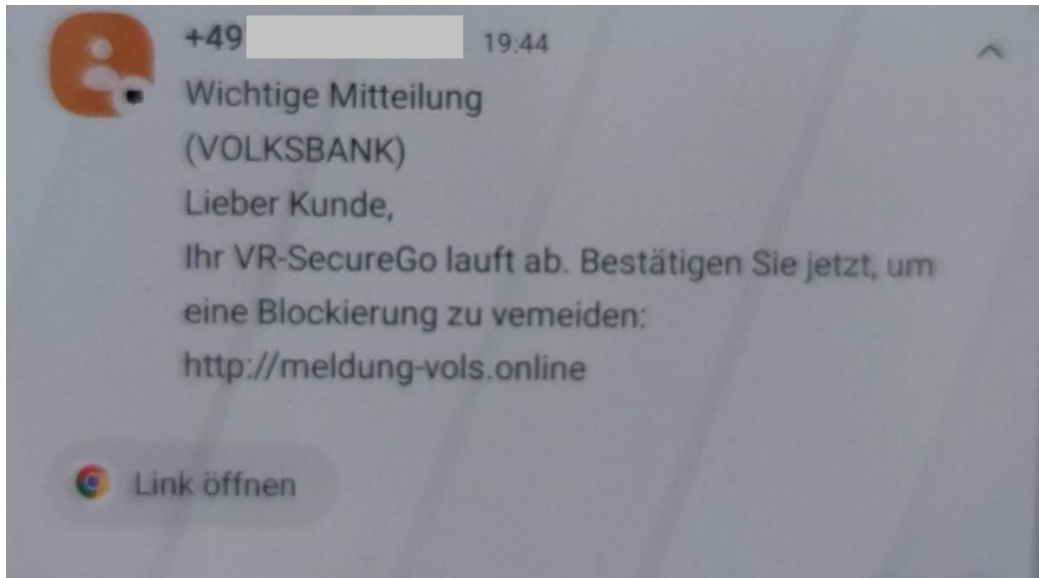 +49 19:44
Wichtige Mitteilung
(VOLKSBANK)
Lieber Kunde,
Ihr VR-SecureGo lauft ab. Bestätigen Sie jetzt, um
eine Blockierung zu vemeiden:
http://meldung-vols.online
Link öffnen